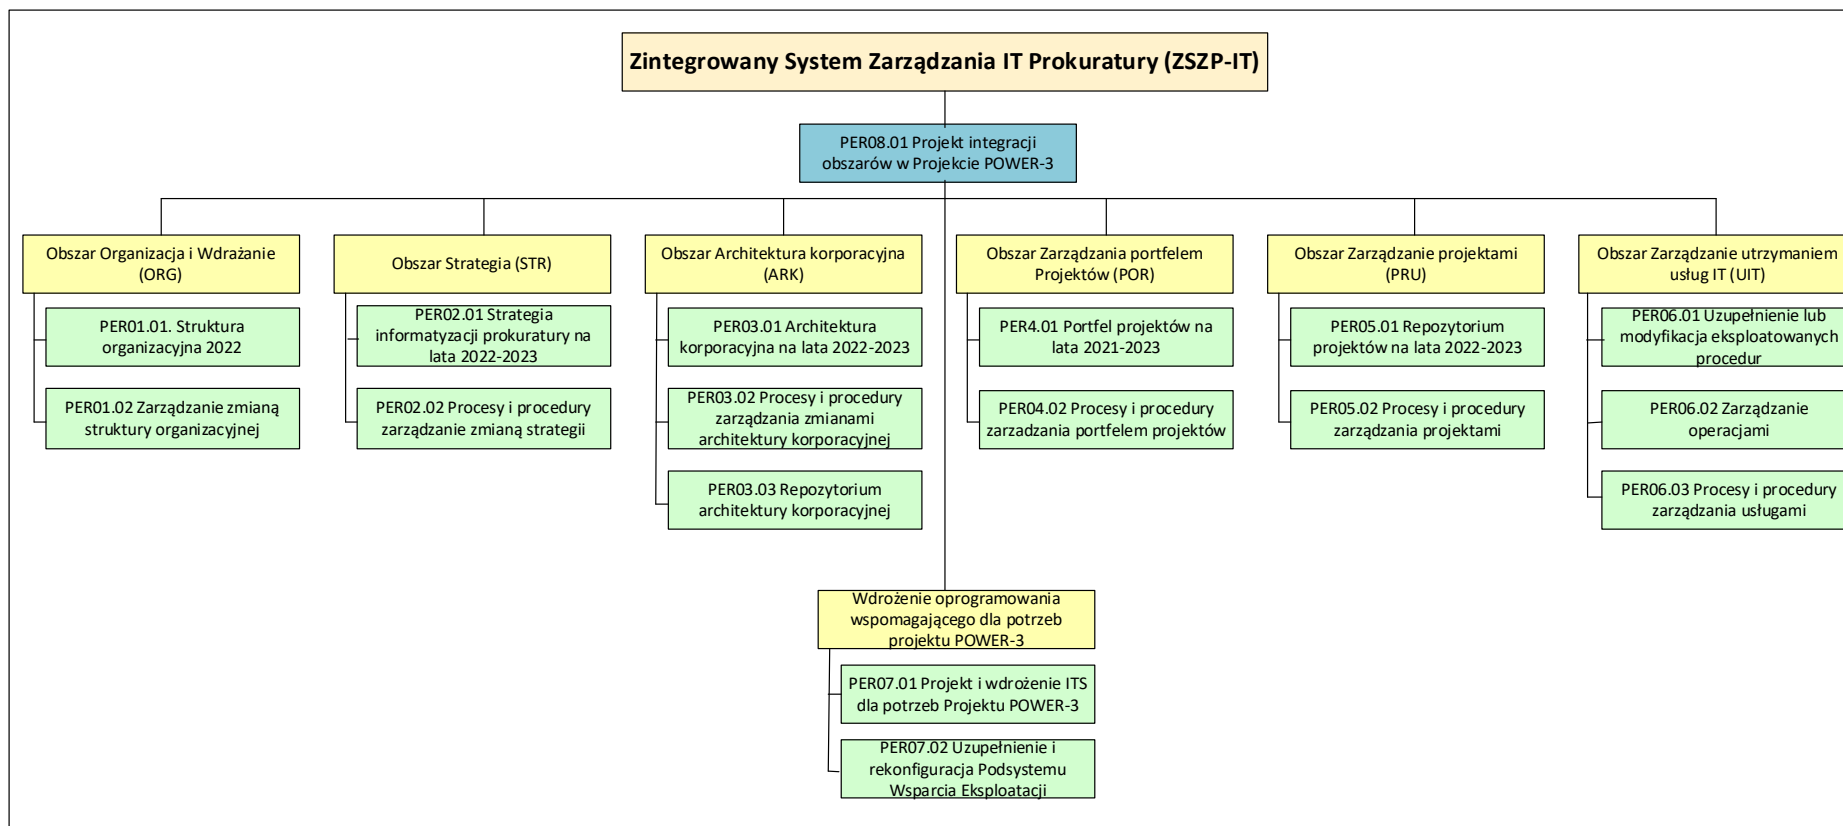 Zintegrowany System Zarządzania IT Prokuratury (ZSZP-IT)
PER08.01 Projekt integracji
obszarów w Projekcie POWER-3
Obszar Organizacja i Wdrażanie
(ORG)
PER01.01. Struktura
organizacyjna 2022
PER01.02 Zarządzanie zmianą
struktury organizacyjnej
Obszar Strategia (STR)
PER02.01 Strategia
informatyzacji prokuratury na
lata 2022-2023
PER02.02 Procesy i procedury
zarządzanie zmianą strategii
Obszar Architektura korporacyjna
(ARK)
PER03.01 Architektura
korporacyjna na lata 2022-2023
PER03.02 Procesy i procedury
zarządzania zmianami
architektury korporacyjnej
PER03.03 Repozytorium
architektury korporacyjnej
Obszar Zarządzania portfelem
Projektów (POR)
PER4.01 Portfel projektów na
lata 2021-2023
PER04.02 Procesy i procedury
zarzadzania portfelem projektów
Obszar Zarządzanie projektami
(PRU)
PER05.01 Repozytorium
projektów na lata 2022-2023
PER05.02 Procesy i procedury
zarządzania projektami
Obszar Zarządzanie utrzymaniem
usług IT (UIT)
PER06.01 Uzupełnienie lub
modyfikacja eksploatowanych
procedur
PER06.02 Zarządzanie
operacjami
PER06.03 Procesy i procedury
zarządzania usługami
Wdrożenie oprogramowania
wspomagającego dla potrzeb
projektu POWER-3
PER07.01 Projekt i wdrożenie ITS
dla potrzeb Projektu POWER-3
PER07.02 Uzupełnienie i
rekonfiguracja Podsystemu
Wsparcia Eksploatacji